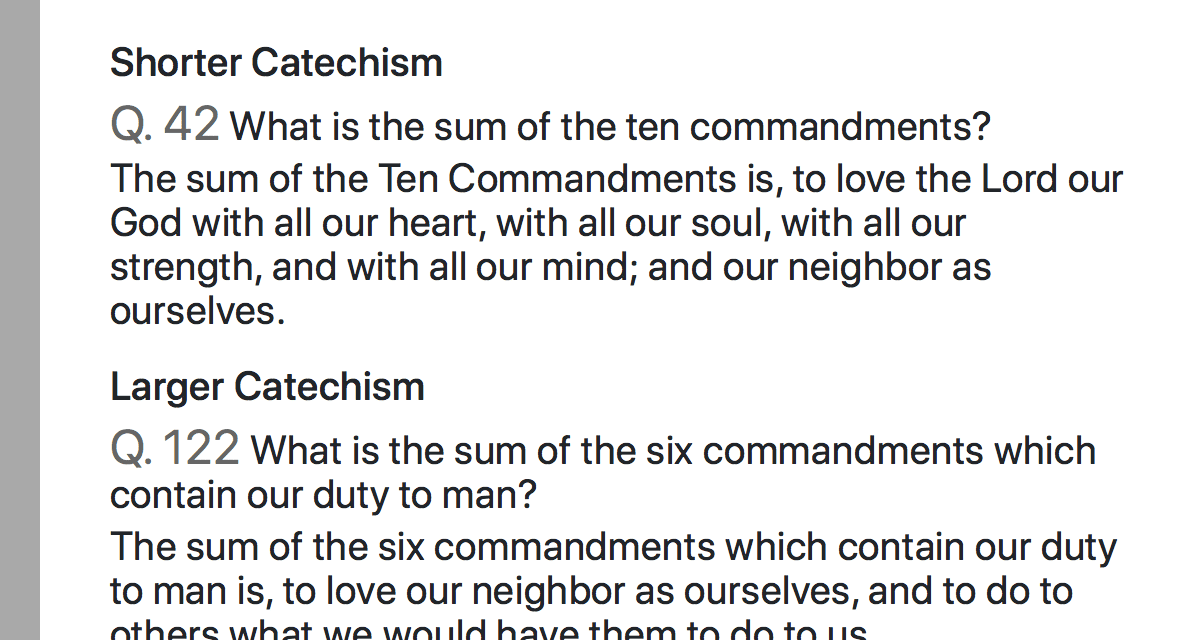 Shorter Catechism
Q. 42 What is the sum of the ten commandments?
The sum of the Ten Commandments is, to love the Lord our
God with all our heart, with all our soul, with all our
strength, and with all our mind; and our neighbor as
ourselves.
Larger Catechism
Q. 122 What is the sum of the six commandments which
contain our duty to man?
The sum of the six commandments which contain our duty
to man is, to love our neighbor as ourselves, and to do to
others what we would have them to do to us